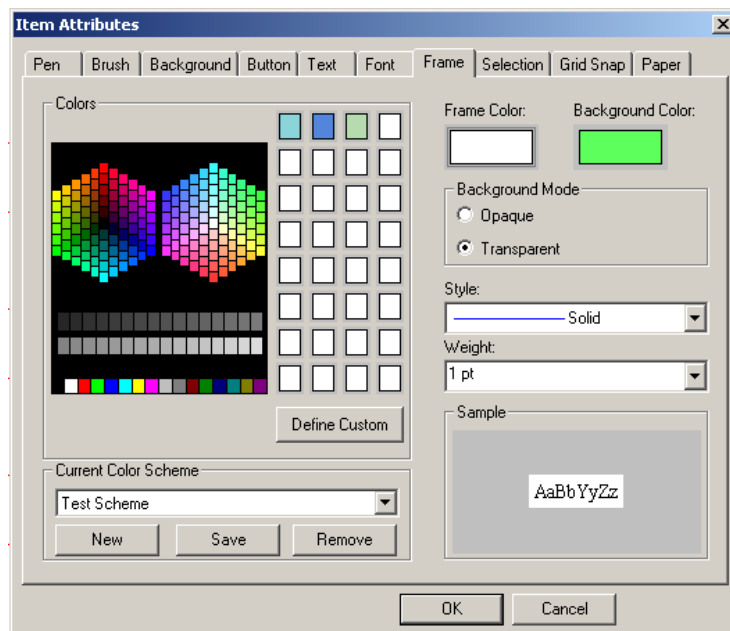 Item Attributes
Pen Brush Background Button Text Font Frame Selection Grid Snap Paper
Colors
Frame Color: Background Color:
Background Mode
Opaque
Transparent
Style:
Solid
Weight:
1 pt
Define Custom
Sample
AaBbYyZz
Current Color Scheme
Test Scheme
New Save Remove
OK Cancel